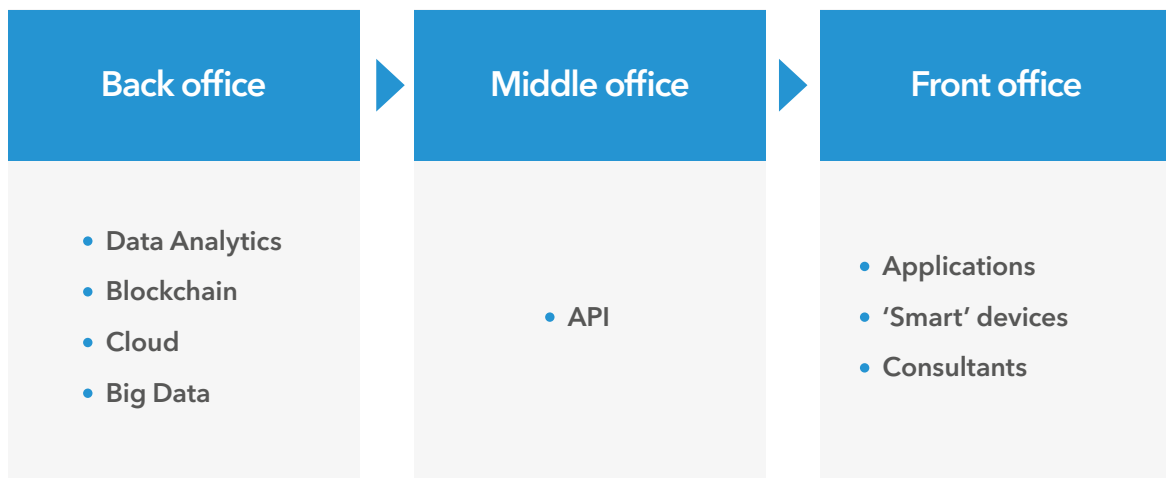 Back office
• Data Analytics
• Blockchain
• Cloud
• Big Data
Middle office
• API
Front office
• Applications
• ‘Smart’ devices
• Consultants